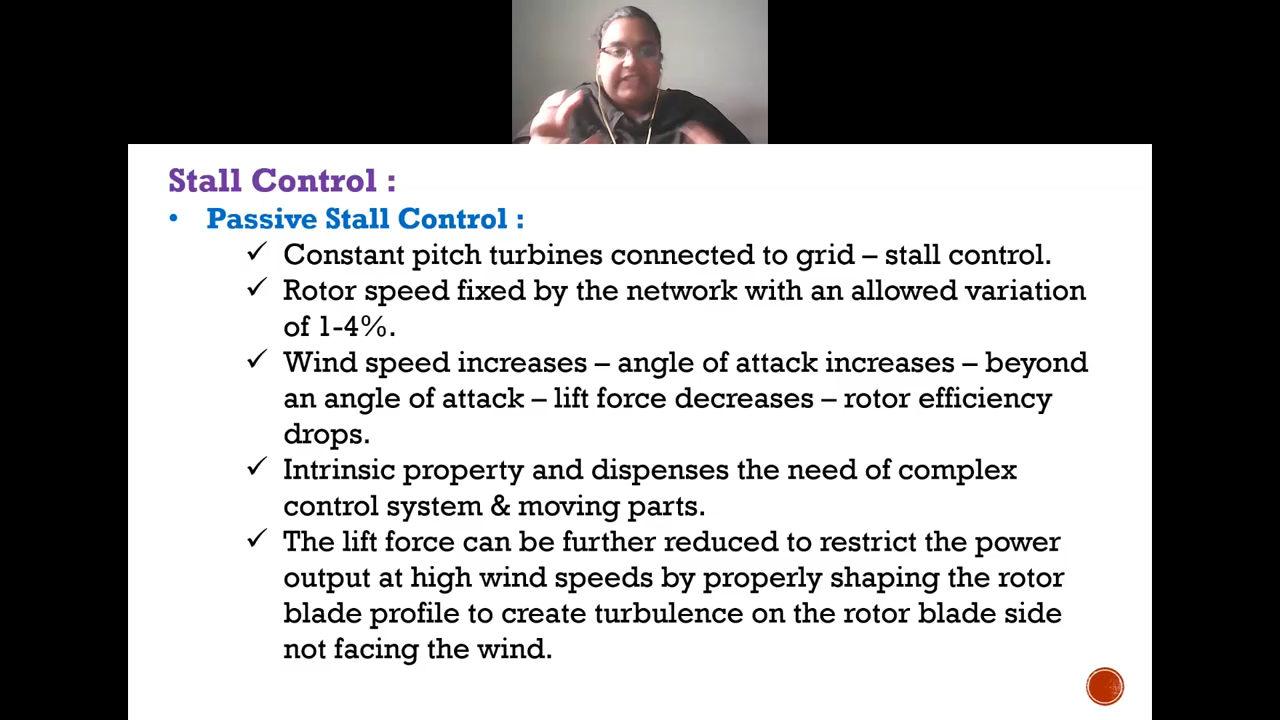 Stall Control :
• Passive Stall Control :
✓ Constant pitch turbines connected to grid – stall control.
✓ Rotor speed fixed by the network with an allowed variation
of 1-4%.
✓ Wind speed increases – angle of attack increases – beyond
an angle of attack – lift force decreases – rotor efficiency
drops.
✓ Intrinsic property and dispenses the need of complex
control system & moving parts.
✓ The lift force can be further reduced to restrict the power
output at high wind speeds by properly shaping the rotor
blade profile to create turbulence on the rotor blade side
not facing the wind.